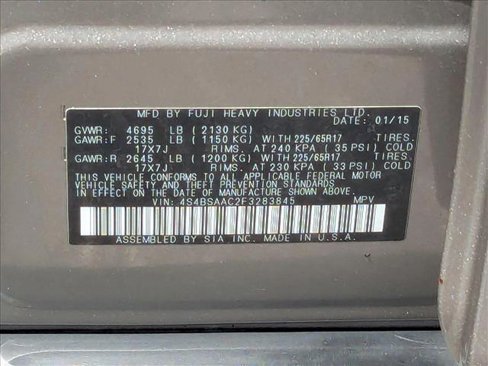 MFD BY FUJI HEAVY INDUSTRIES LTD.
DATE: 01/15
GVWR: 4695 LB ( 2130 KG)
GAWR:F 2535 LB ( 1150 KG) WITH 225/65R17 TIRES.
17X7J RIMS. AT 240 KPA ( 35 PSI) COLD
GAWR:R 2645 LB ( 1200 KG) WITH 225/65R17 TIRES.
17X7J RIMS. AT 230 KPA ( 33 PSI) COLD
THIS VEHICLE CONFORMS TO ALL APPLICABLE FEDERAL MOTOR
VEHICLE SAFETY AND THEFT PREVENTION STANDARDS
IN EFFECT ON THE DATE OF MANUFACTURE SHOWN ABOVE.
VIN: 4S4BSAAC2F3283845 MPV
ASSEMBLED BY SIA INC. MADE IN U.S.A.